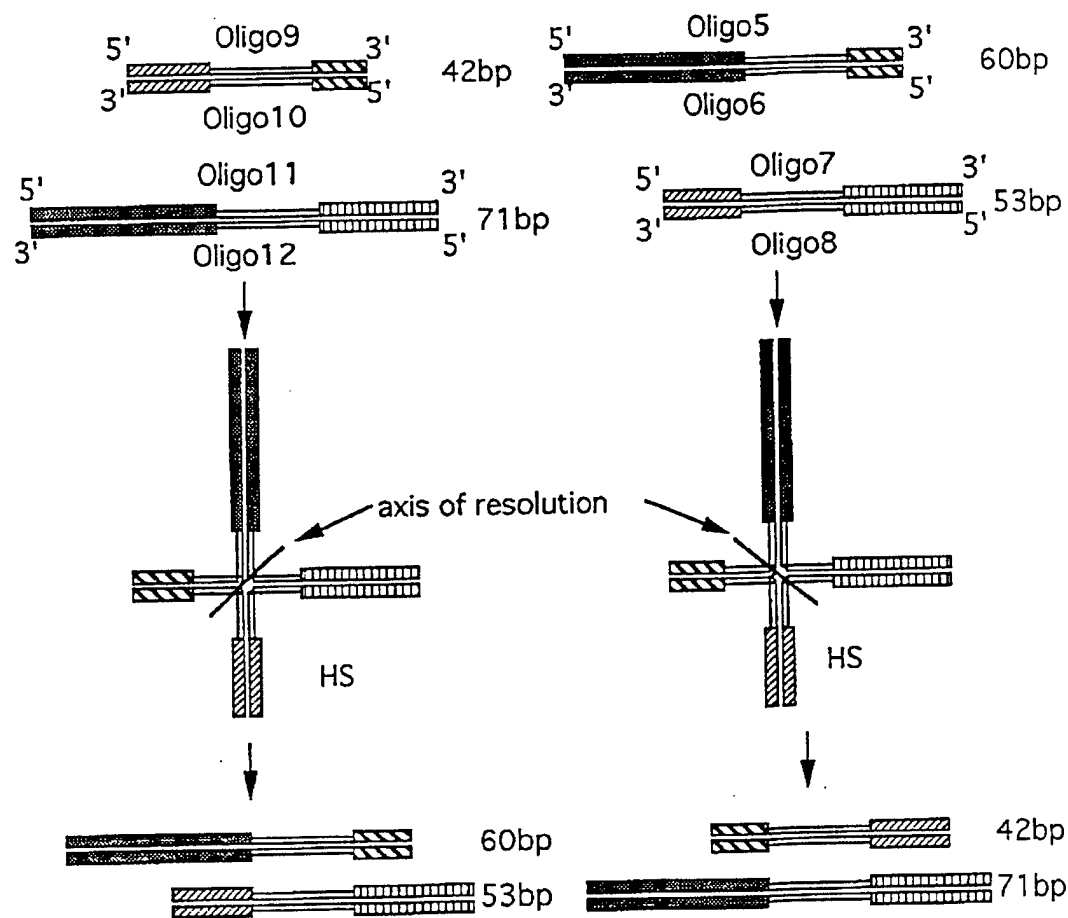 5' Oligo9 3' 42bp
3' Oligo10 5'
5' Oligo11 3' 71bp
3' Oligo12 5'
5' Oligo5 3' 60bp
3' Oligo6 5'
5' Oligo7 3' 53bp
3' Oligo8 5'
axis of resolution
HS
HS
60bp
53bp
42bp
71bp